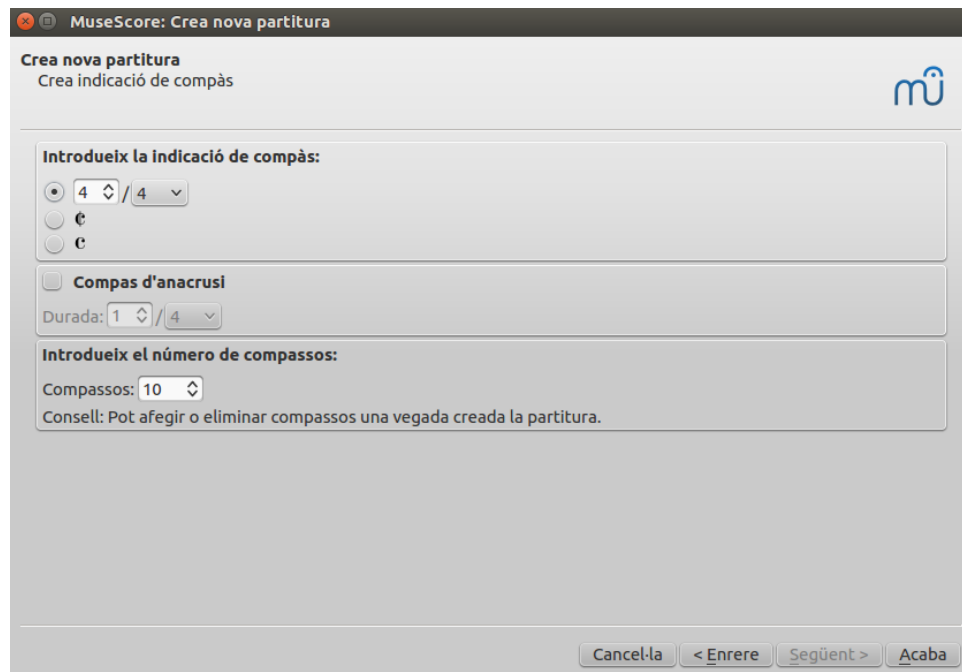 MuseScore: Crea nova partitura
Crea nova partitura
Crea indicació de compàs
Introdueix la indicació de compàs:
4 / 4
𝄵
𝄴
Compas d'anacrusi
Durada: 1 / 4
Introdueix el número de compassos:
Compassos: 10
Consell: Pot afegir o eliminar compassos una vegada creada la partitura.
Cancel·la < Enrere Següent > Acaba